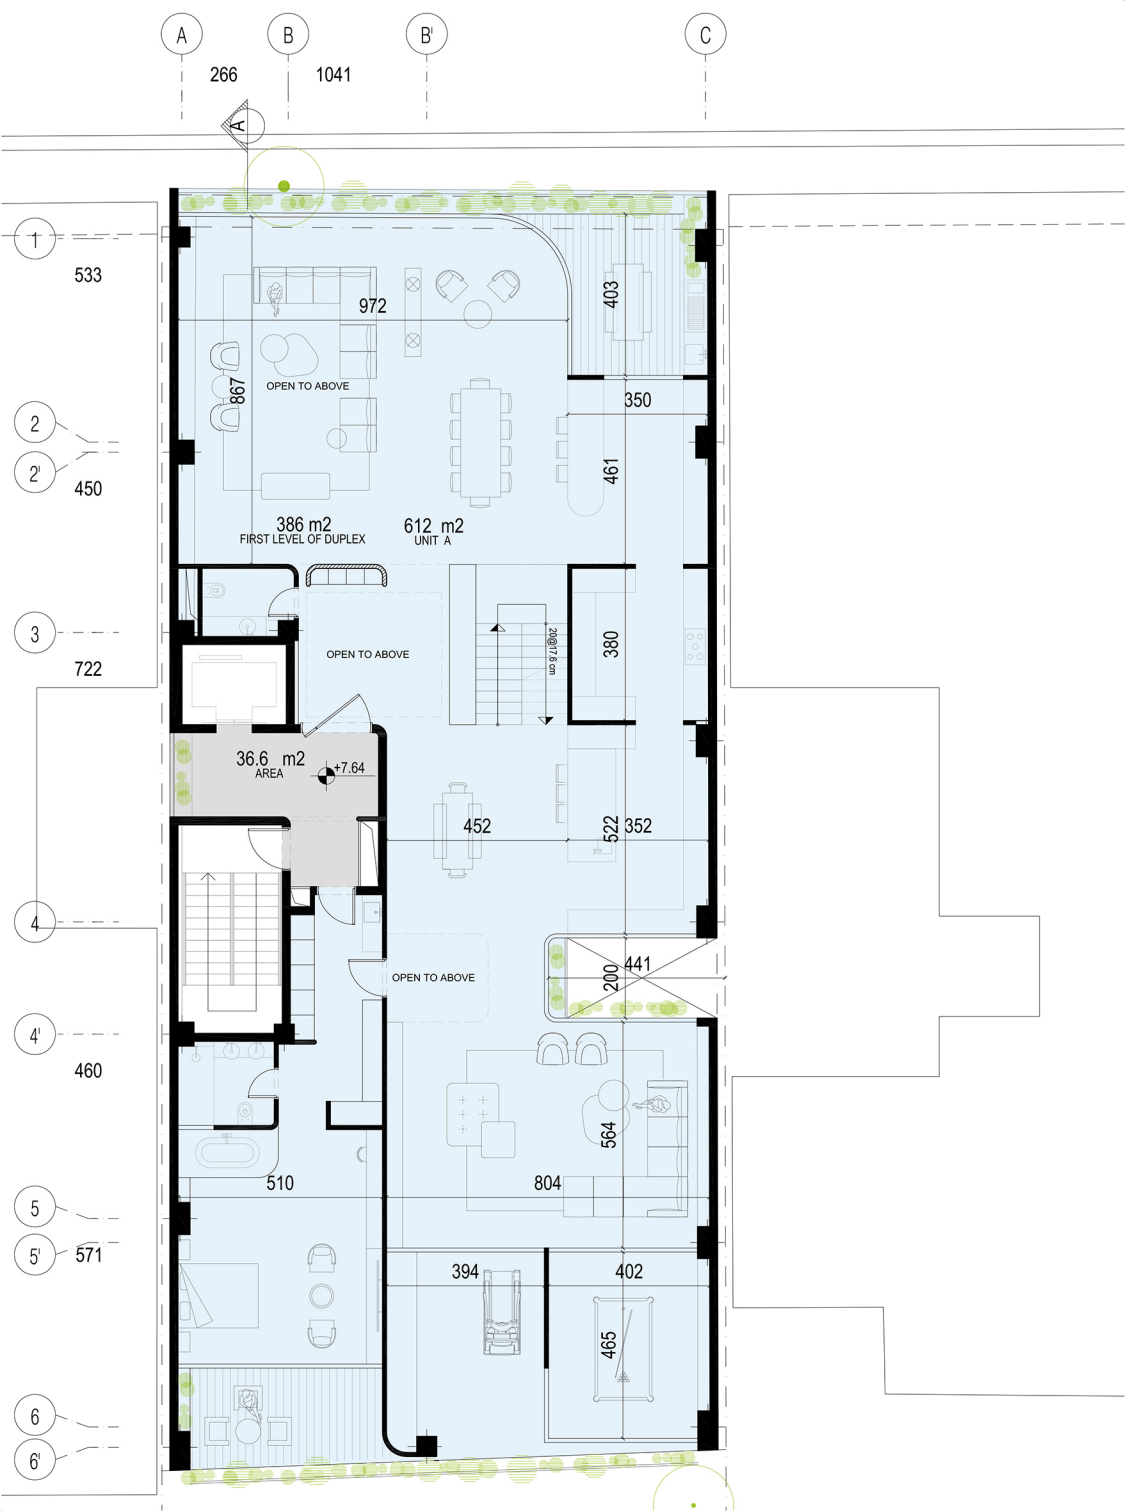 A
B
B'
C
266
1041
A
1
533
403
972
867
OPEN TO ABOVE
350
2
2'
461
450
386 m2
FIRST LEVEL OF DUPLEX
612 m2
UNIT A
3
20@17.6 cm
380
OPEN TO ABOVE
722
36.6 m2
AREA
+7.64
452
522
352
4
441
200
OPEN TO ABOVE
4'
460
564
510
804
5
5'
571
394
402
465
6
6'